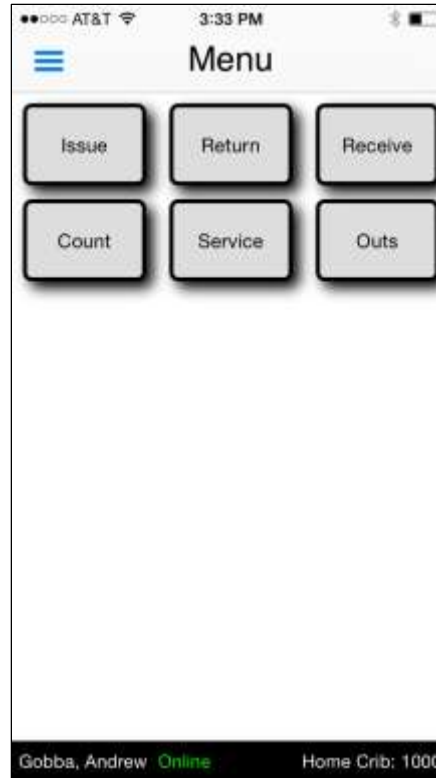 AT&T 3:33 PM
Menu
Issue Return Receive
Count Service Outs
Gobba, Andrew Online Home Crib: 1000